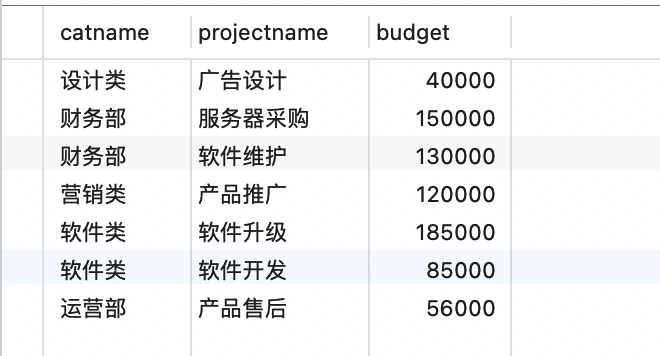 catname projectname budget
设计类 广告设计 40000
财务部 服务器采购 150000
财务部 软件维护 130000
营销类 产品推广 120000
软件类 软件升级 185000
软件类 软件开发 85000
运营部 产品售后 56000